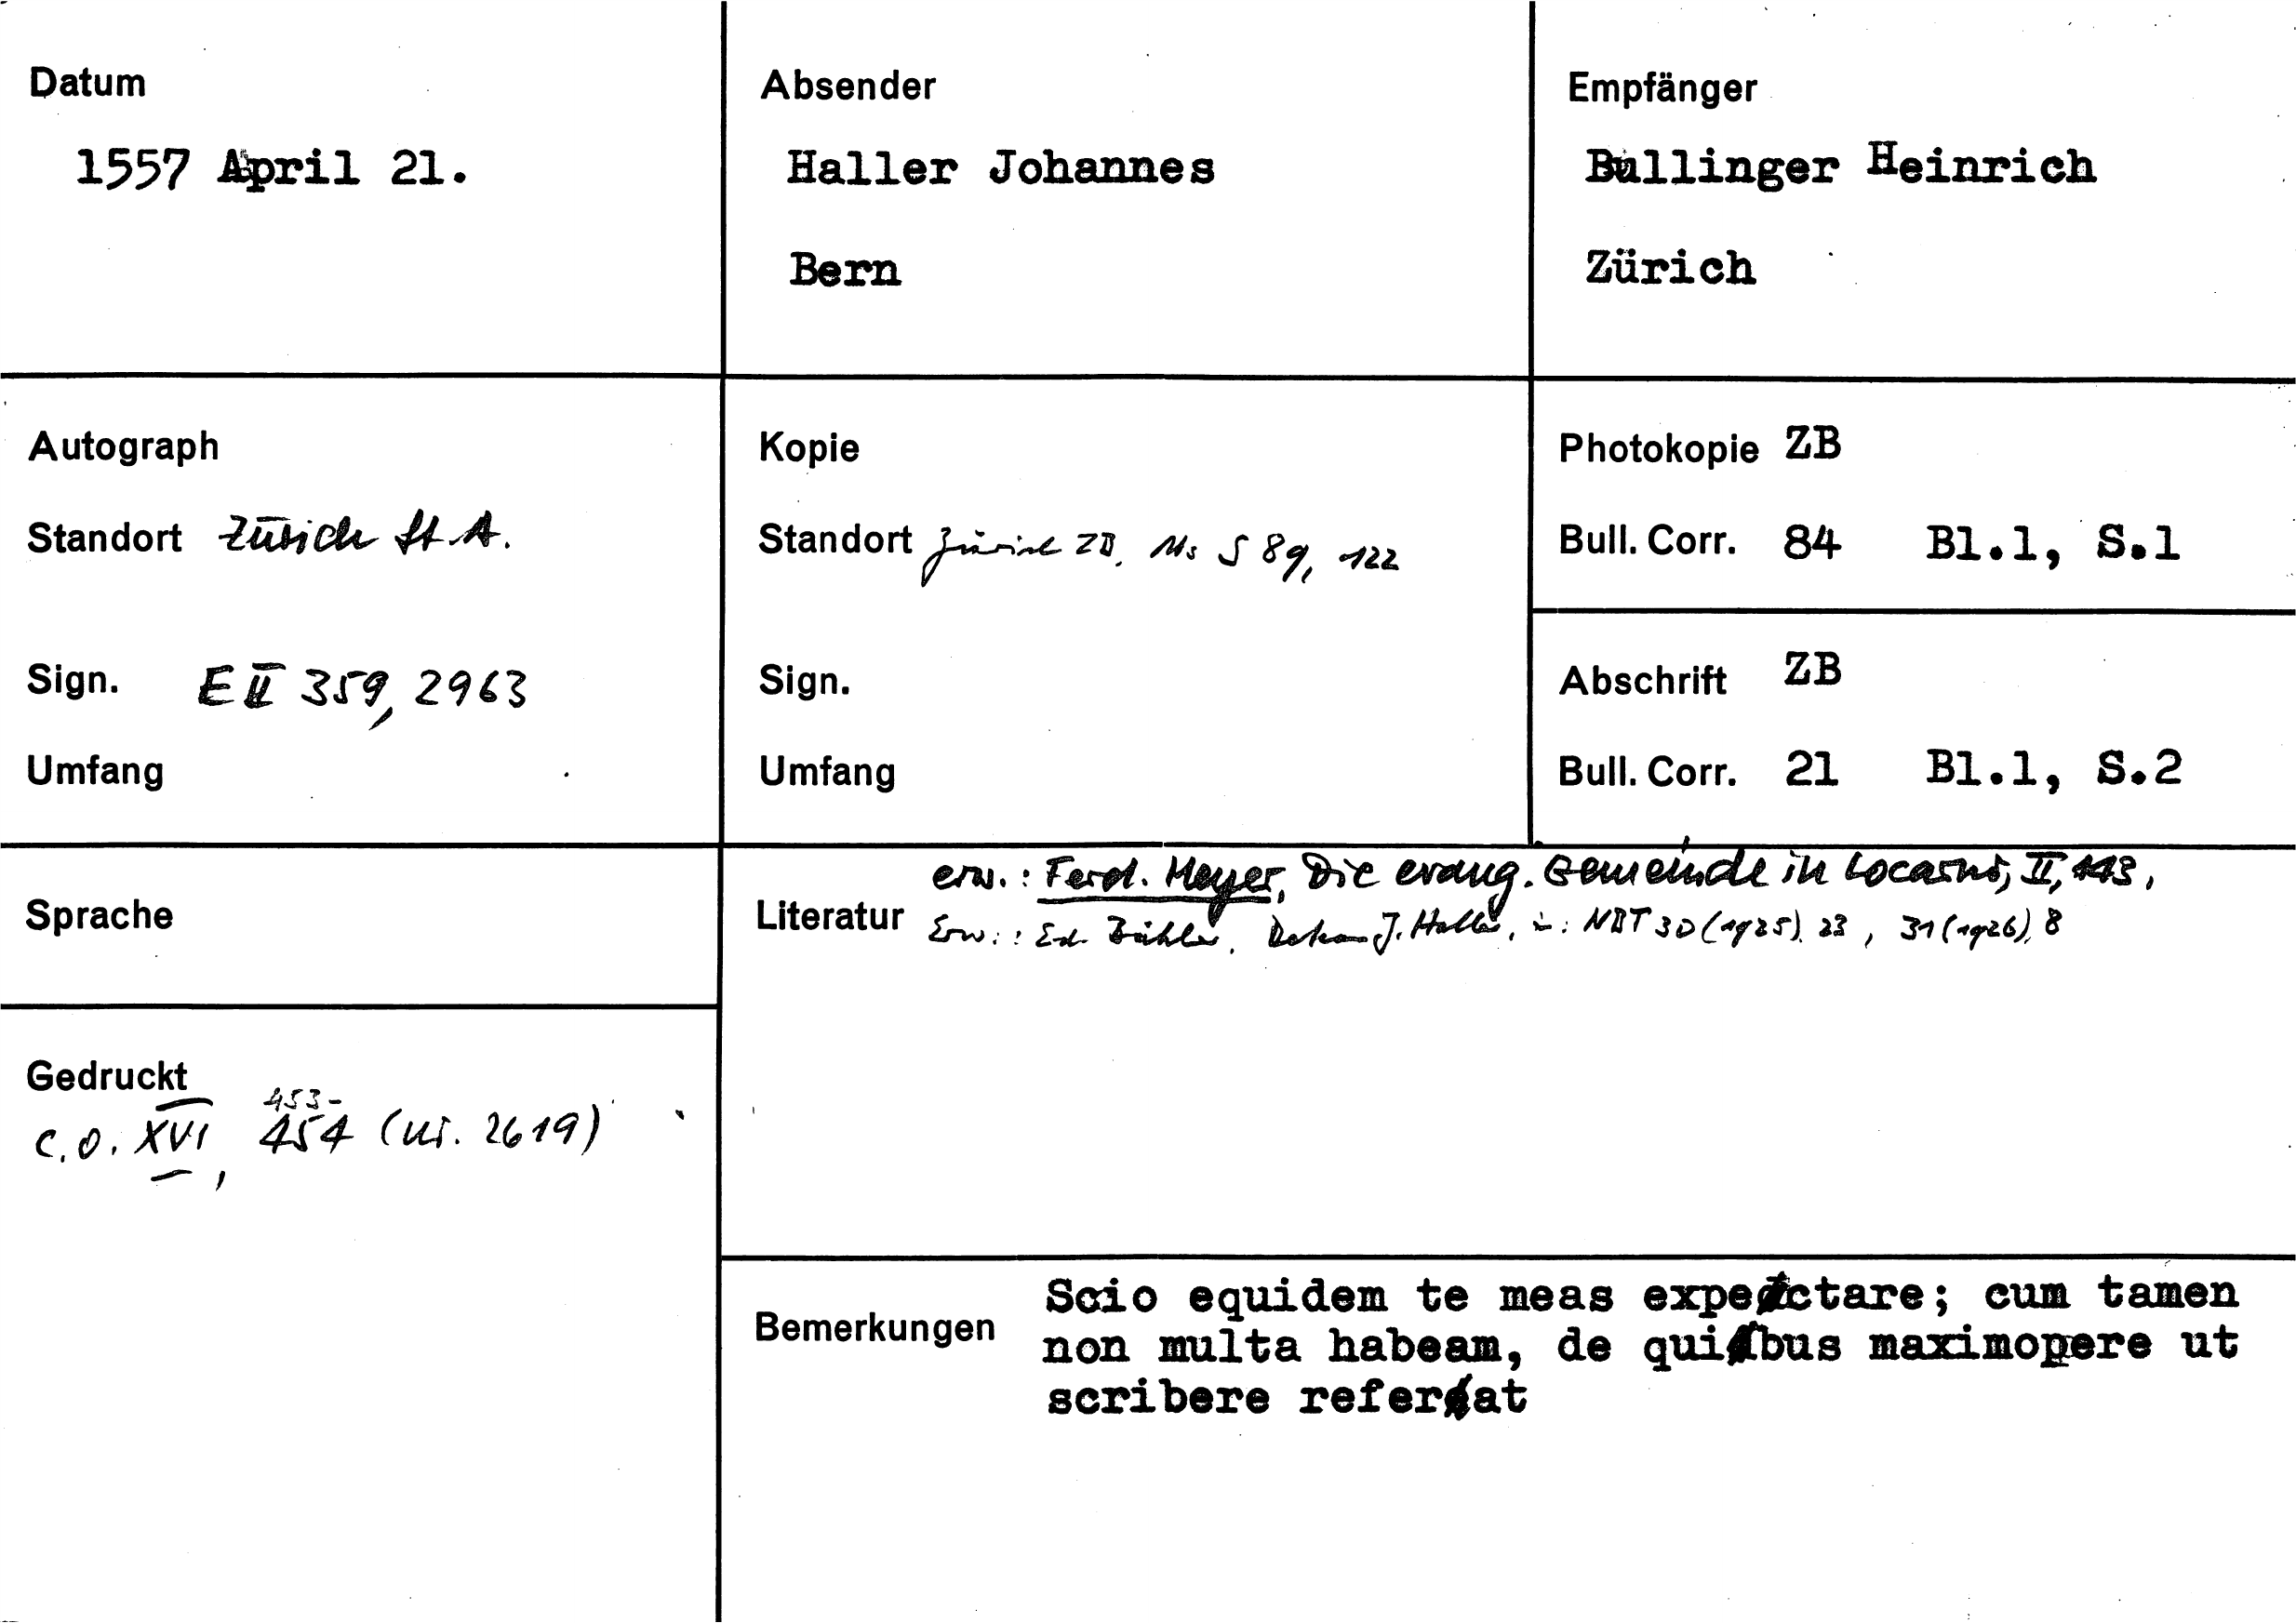 Datum
1557 April 21.
Absender
Haller Johannes
Bern
Empfänger
Bullinger Heinrich
Zürich
Autograph
Standort Zürich St.A.
Sign. E II 359, 2963
Umfang
Kopie
Standort Zürich ZB, Ms S 89, 122
Sign.
Umfang
Photokopie ZB
Bull. Corr. 84 Bl.1, S.1
Abschrift ZB
Bull. Corr. 21 Bl.1, S.2
Sprache
Gedruckt
453-
C.O. XVI, 454 (Nr. 2619)
erw.: Ferd. Meyer, Die evang. Gemeinde in Locarno, II, 113,
Literatur Erw.: Ed. Bähler, Dekan J. Haller, in: NBT 30 (1925), 23, 31 (1926), 8
Bemerkungen
Scio equidem te meas expectare; cum tamen
non multa habeam, de quibus maximopere ut
scribere referat